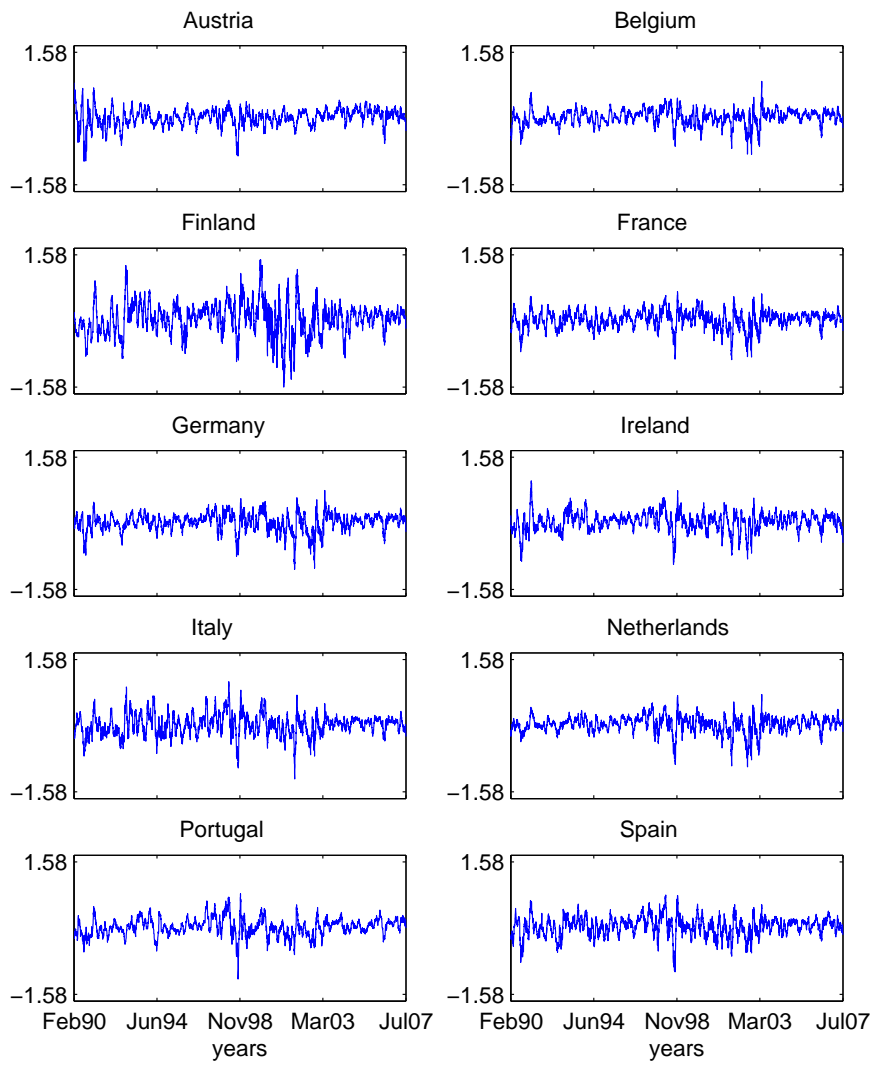 Austria Belgium
1.58 1.58
−1.58 −1.58
Finland France
1.58 1.58
−1.58 −1.58
Germany Ireland
1.58 1.58
−1.58 −1.58
Italy Netherlands
1.58 1.58
−1.58 −1.58
Portugal Spain
1.58 1.58
−1.58 −1.58
Feb90 Jun94 Nov98 Mar03 Jul07 Feb90 Jun94 Nov98 Mar03 Jul07
years years